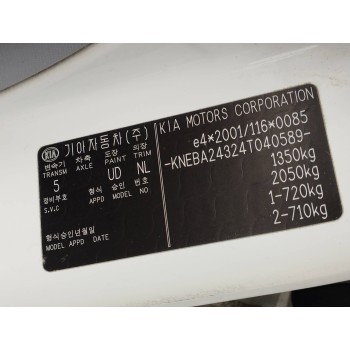 KIA 기아자동차(주)
변속기 차축 도장 의장
TRANSM AXLE PAINT TRIM
5 UD NL
정비부호 형식 승인 번호
S.V.C APPD MODEL NO
형식승인년월일
MODEL APPD DATE
KIA MOTORS CORPORATION
e4*2001/116*0085
-KNEBA24324T040589-
1350kg
2050kg
1-720kg
2-710kg